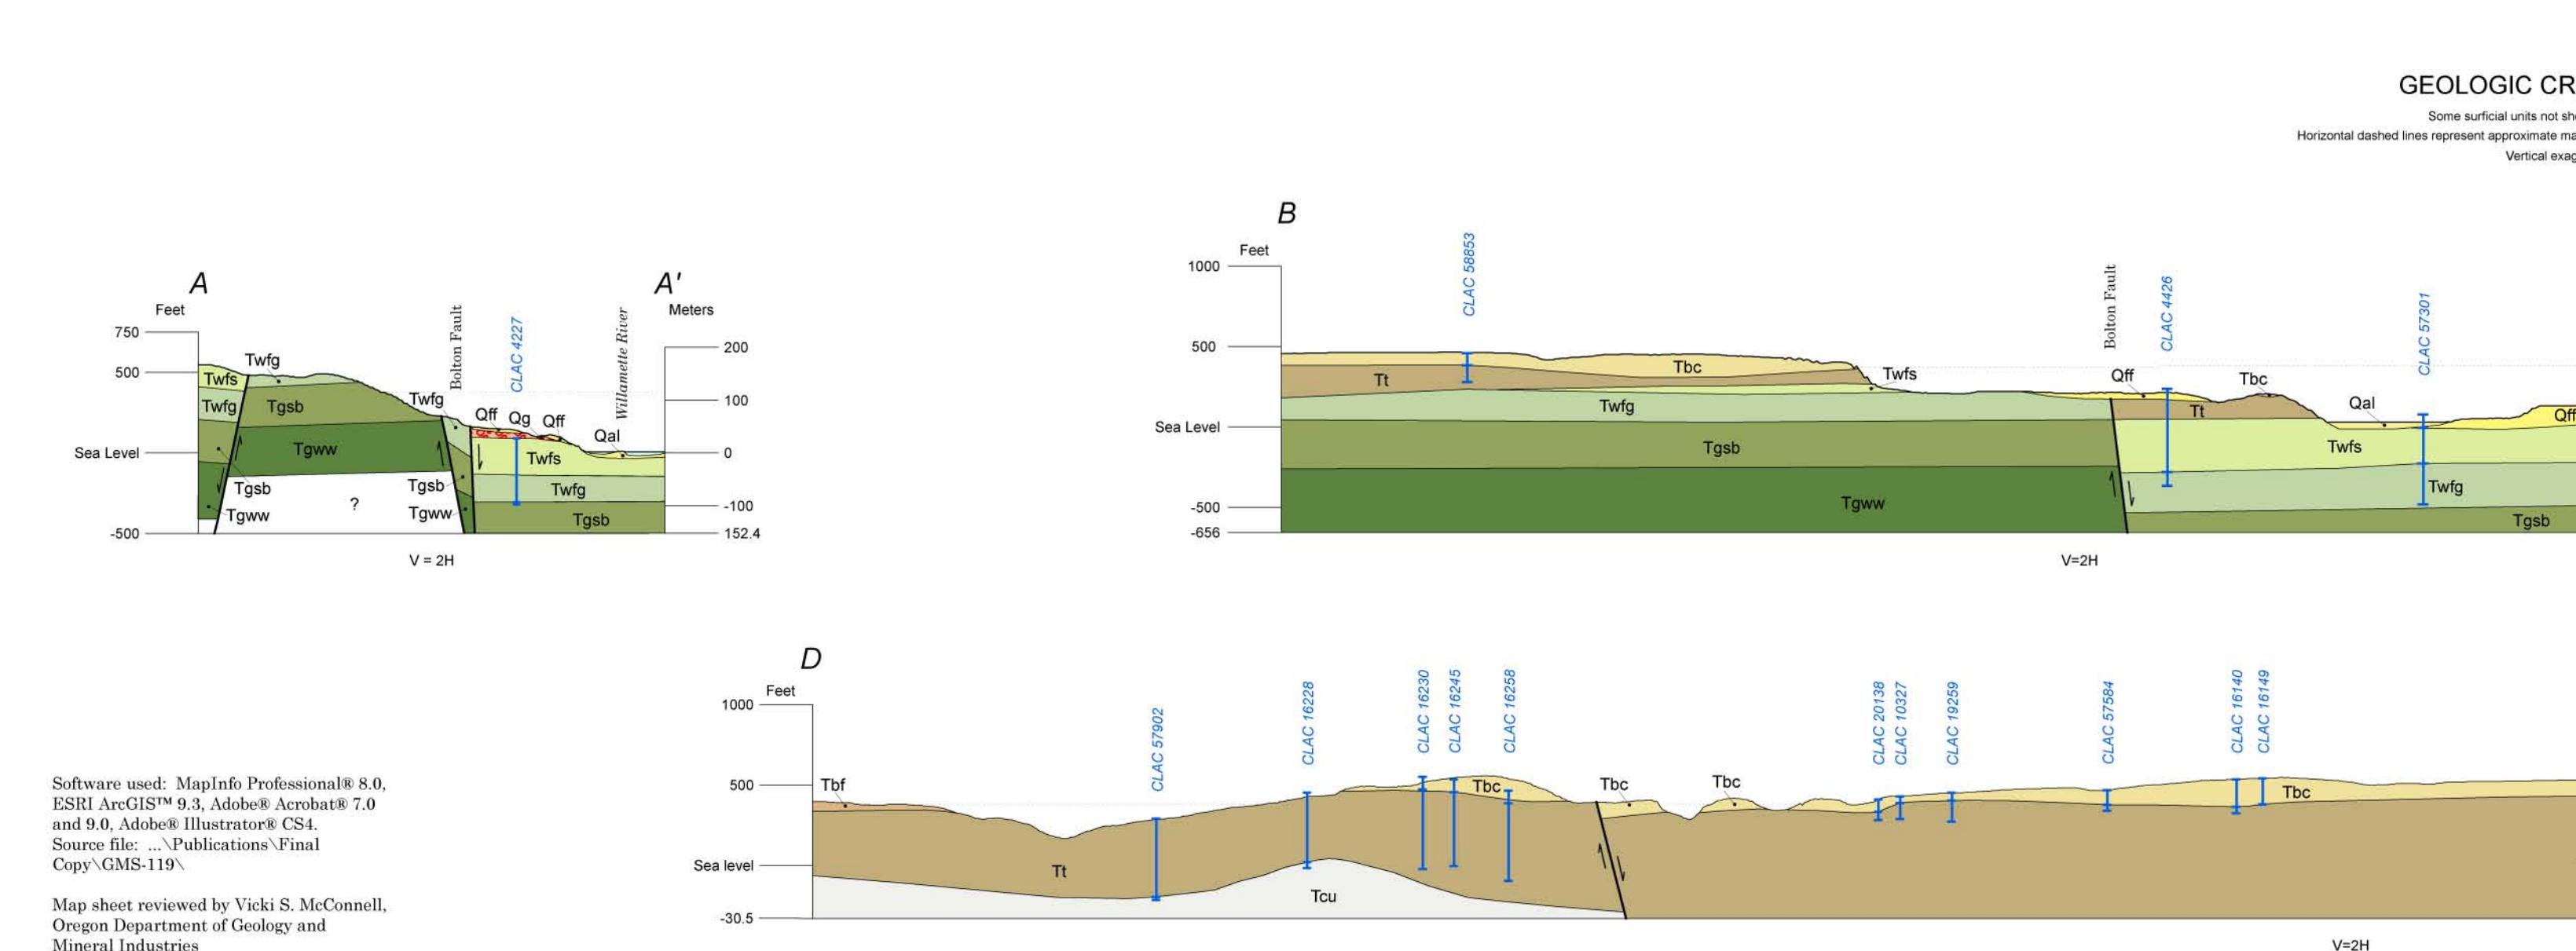 GEOLOGIC CR
Some surficial units not sh
Horizontal dashed lines represent approximate ma
Vertical exag
A
A'
Feet
Meters
750
500
Sea Level
-500
200
100
0
-100
152.4
Twfg
Twfs
Twfg
Tgsb
Tgww
Tgsb
Tgww
?
Twfg
Bolton Fault
CLAC 4227
Willamette River
Qff
Qg
Qff
Qal
Twfs
Twfg
Tgsb
Tgsb
Tgww
V = 2H
B
Feet
1000
500
Sea Level
-500
-656
CLAC 58853
Bolton Fault
CLAC 4426
CLAC 57301
Tt
Tbc
Twfs
Twfg
Tgsb
Tgww
Qff
Tbc
Tt
Qal
Qff
Twfs
Twfg
Tgsb
V=2H
D
Feet
1000
500
Sea level
-30.5
CLAC 57902
CLAC 16228
CLAC 16230
CLAC 16245
CLAC 16258
CLAC 20138
CLAC 10327
CLAC 19259
CLAC 57584
CLAC 16140
CLAC 16149
Tbf
Tbc
Tbc
Tbc
Tbc
Tt
Tcu
V=2H
Software used: MapInfo Professional® 8.0,
ESRI ArcGIS™ 9.3, Adobe® Acrobat® 7.0
and 9.0, Adobe® Illustrator® CS4.
Source file: ...\Publications\Final
Copy\GMS-119\
Map sheet reviewed by Vicki S. McConnell,
Oregon Department of Geology and
Mineral Industries